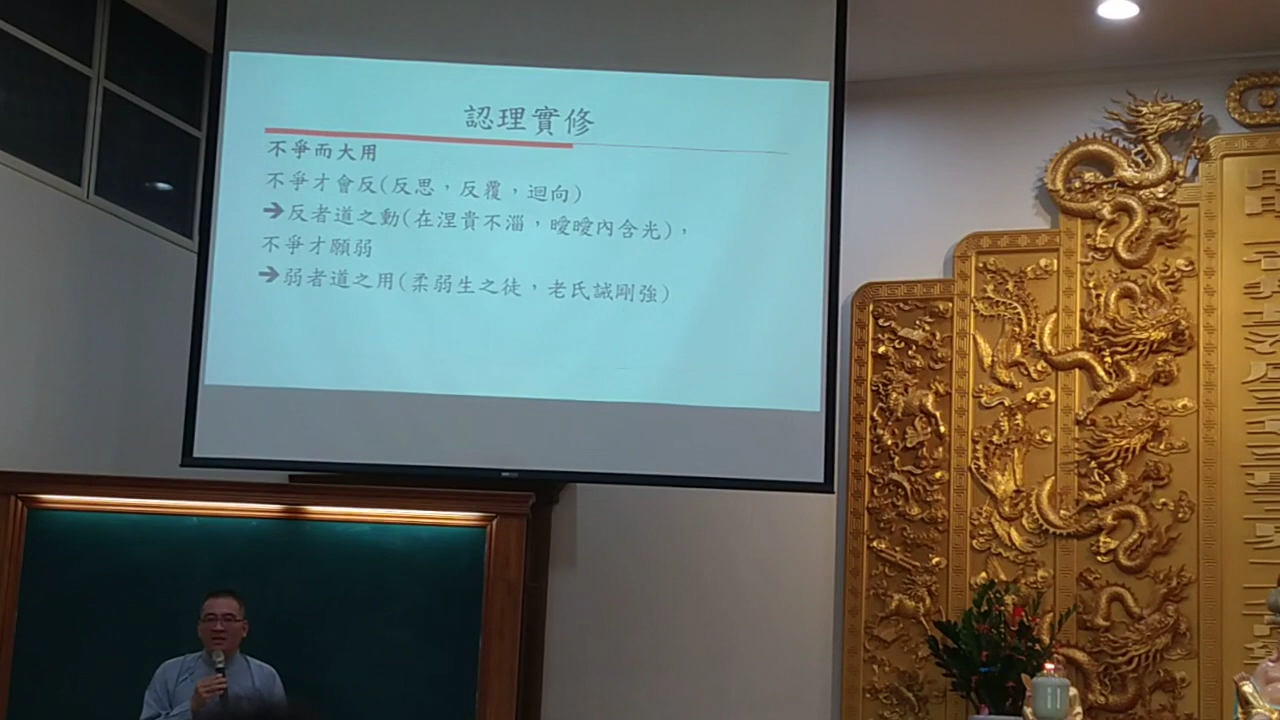 認理實修
不爭而大用
不爭才會反(反思，反覆，迴向)
➔反者道之動(在涅貴不淄，曖曖內含光)，
不爭才願弱
➔弱者道之用(柔弱生之徒，老氏誡剛強)